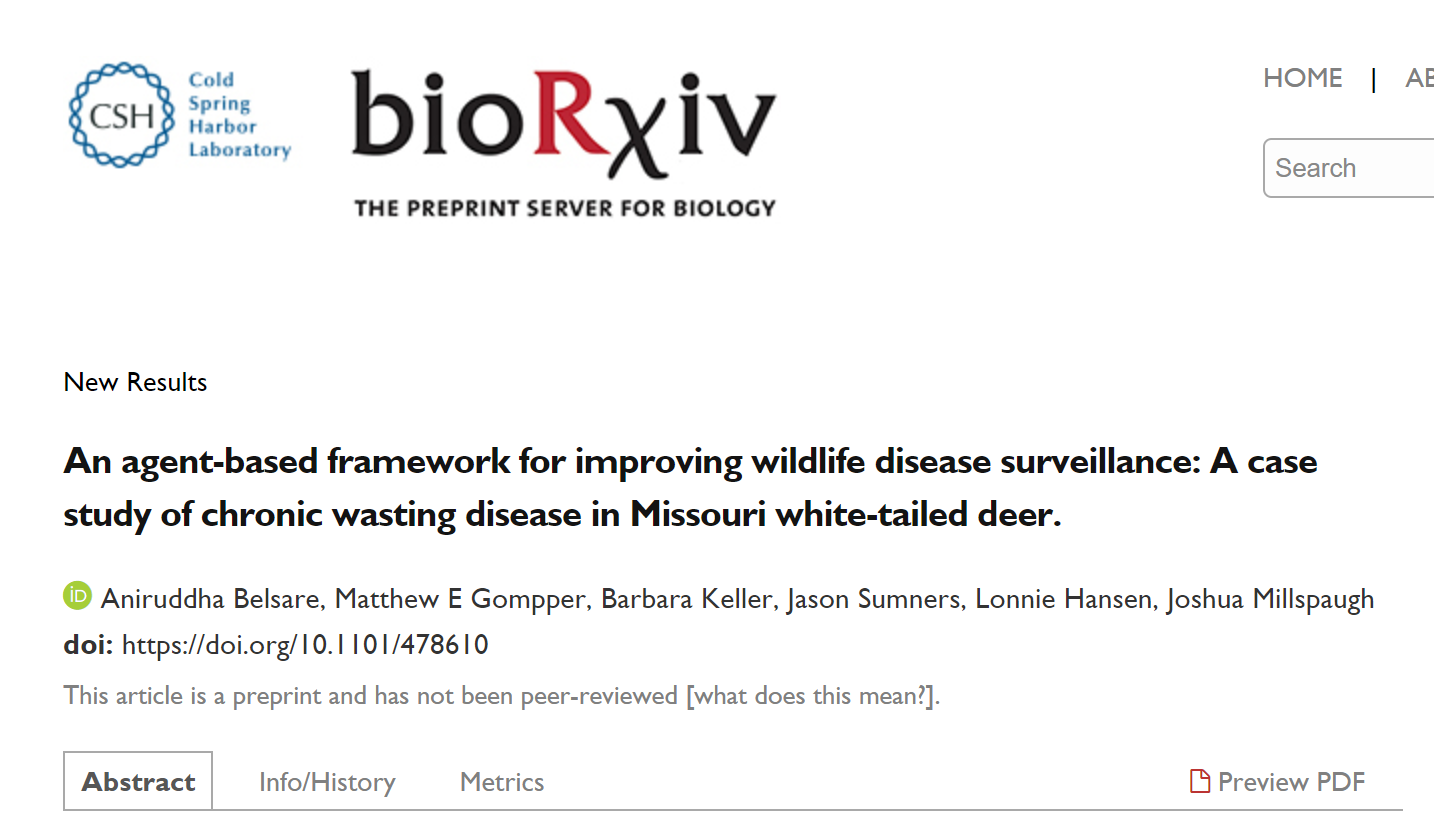 CSH
Cold
Spring
Harbor
Laboratory
bioRχiv
THE PREPRINT SERVER FOR BIOLOGY
HOME | AB
Search
New Results
An agent-based framework for improving wildlife disease surveillance: A case
study of chronic wasting disease in Missouri white-tailed deer.
iD Aniruddha Belsare, Matthew E Gompper, Barbara Keller, Jason Sumners, Lonnie Hansen, Joshua Millspaugh
doi: https://doi.org/10.1101/478610
This article is a preprint and has not been peer-reviewed [what does this mean?].
Abstract Info/History Metrics Preview PDF